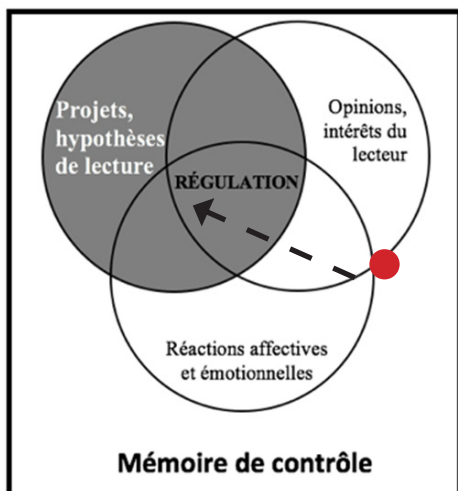 Projets,
hypothèses
de lecture
Opinions,
intérêts du
lecteur
RÉGULATION
Réactions affectives
et émotionnelles
Mémoire de contrôle